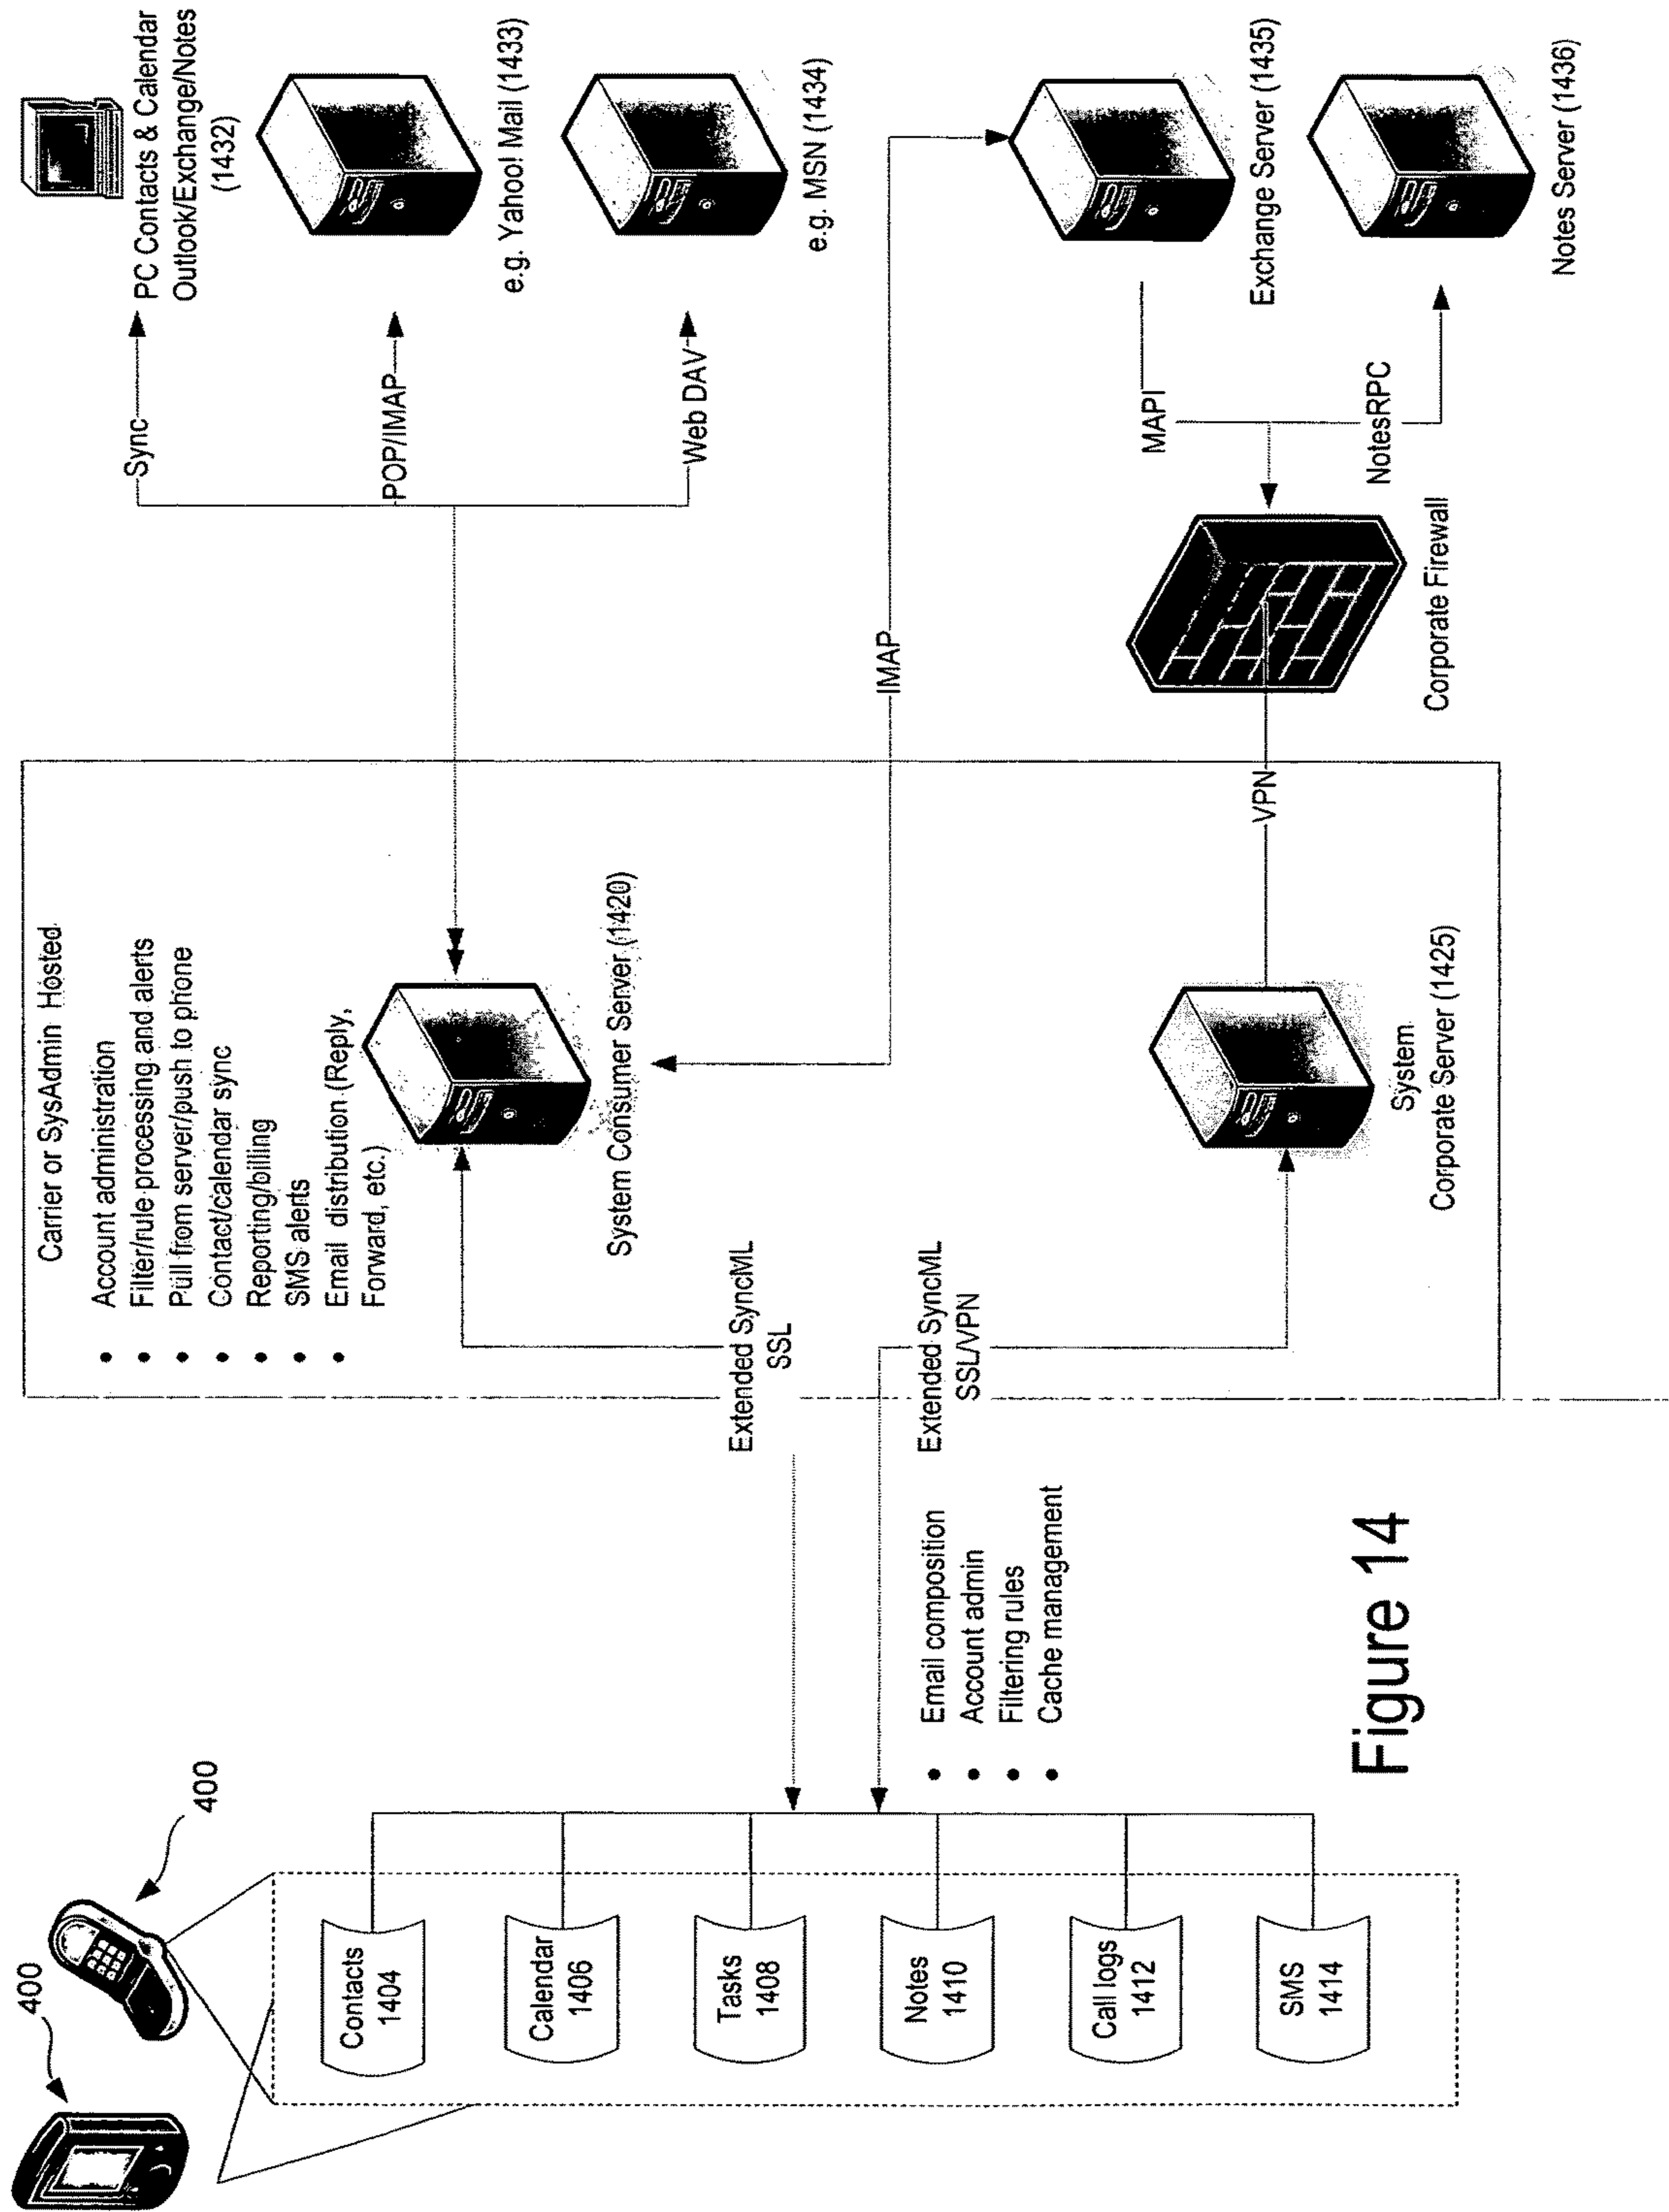 400
400
Contacts
1404
Calendar
1406
Tasks
1408
Notes
1410
Call logs
1412
SMS
1414
• Email composition
• Account admin
• Filtering rules
• Cache management
Extended SyncML
SSL
Extended SyncML
SSL/VPN
Carrier or SysAdmin Hosted
• Account administration
• Filter/rule processing and alerts
• Pull from server/push to phone
• Contact/calendar sync
• Reporting/billing
• SMS alerts
• Email distribution (Reply,
Forward, etc.)
System Consumer Server (1420)
System
Corporate Server (1425)
VPN
IMAP
Corporate Firewall
Sync
POP/IMAP
Web DAV
MAPI
NotesRPC
PC Contacts & Calendar
Outlook/Exchange/Notes
(1432)
e.g. Yahoo! Mail (1433)
e.g. MSN (1434)
Exchange Server (1435)
Notes Server (1436)
Figure 14